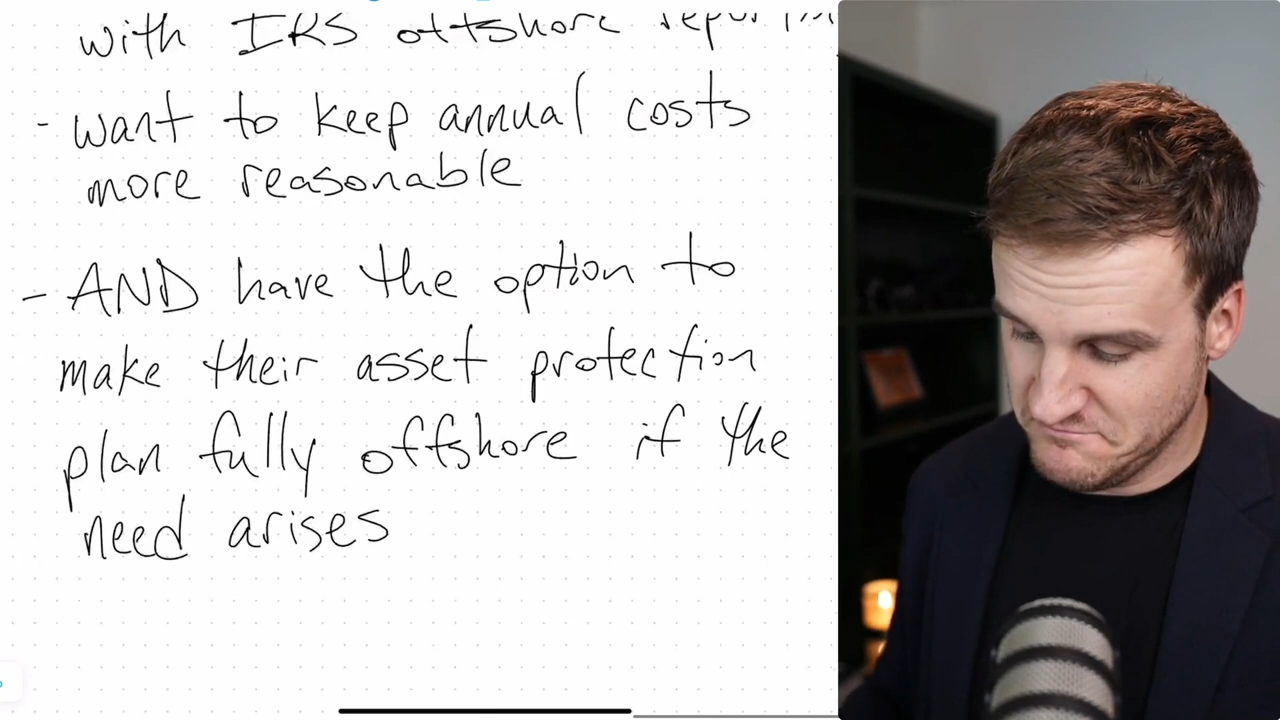 with IRS offshore
- want to keep annual costs
more reasonable
- AND have the option to
make their asset protection
plan fully offshore if the
need arises